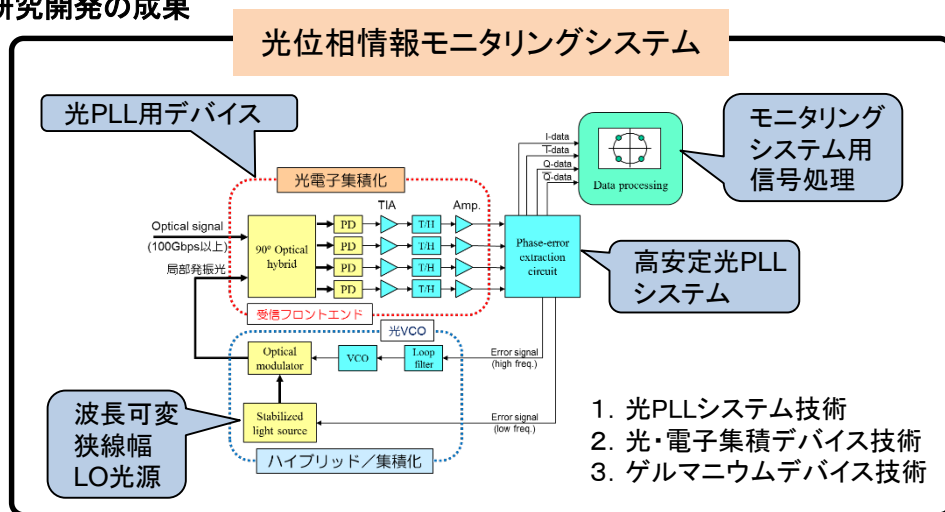 研究開発の成果
光位相情報モニタリングシステム
光PLL用デバイス
モニタリング
システム用
信号処理
I-data
I-data
Q-data
Q-data
Data processing
光電子集積化
TIA
Amp.
Optical signal
(100Gbps以上)
局部発振光
90º Optical
hybrid
PD
T/H
PD
T/H
PD
T/H
PD
T/H
Phase-error
extraction
circuit
高安定光PLL
システム
受信フロントエンド
光VCO
Optical
modulator
VCO
Loop
filter
Error signal
(high freq.)
波長可変
狭線幅
LO光源
Stabilized
light source
Error signal
(low freq.)
ハイブリッド／集積化
1. 光PLLシステム技術
2. 光・電子集積デバイス技術
3. ゲルマニウムデバイス技術